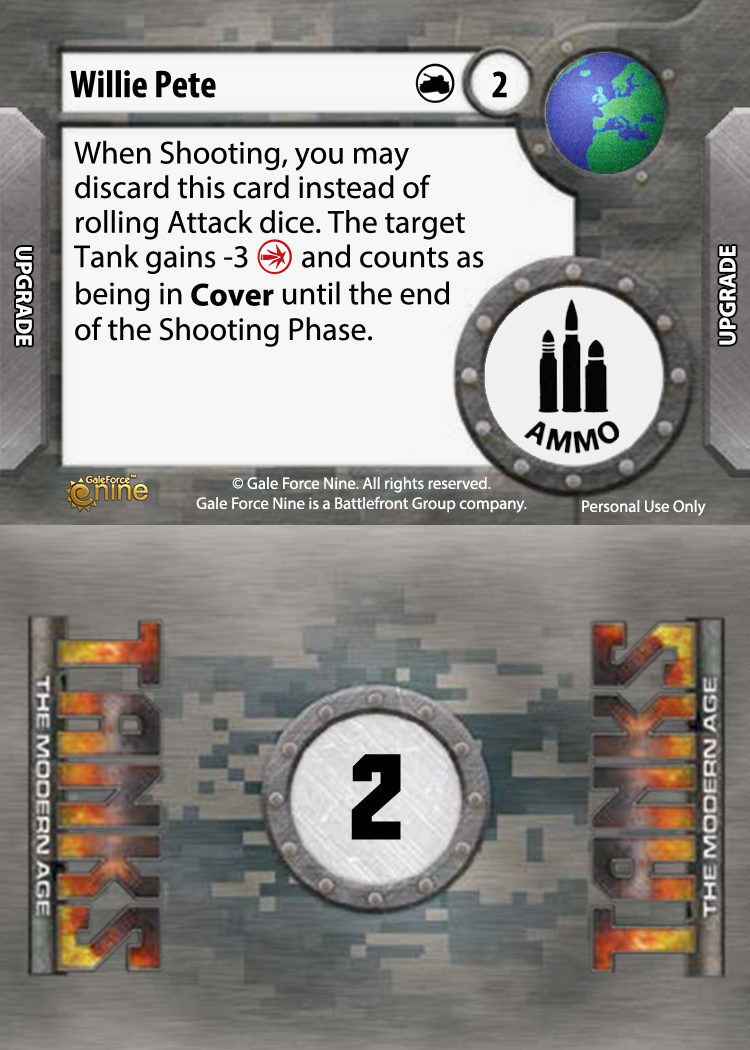 Willie Pete
2
When Shooting, you may
discard this card instead of
rolling Attack dice. The target
Tank gains -3 and counts as
being in Cover until the end
of the Shooting Phase.
UPGRADE
UPGRADE
AMMO
GaleForce™
nine
© Gale Force Nine. All rights reserved.
Gale Force Nine is a Battlefront Group company.
Personal Use Only
TANKS
THE MODERN AGE
2
TANKS
THE MODERN AGE